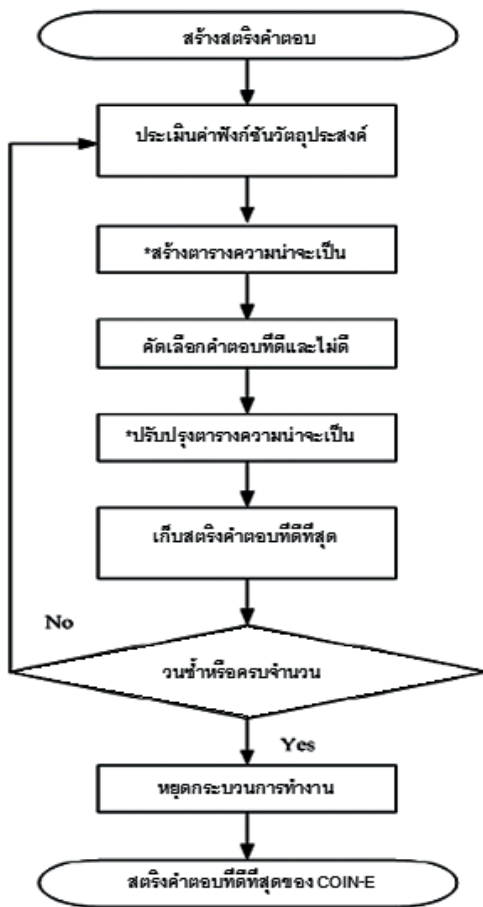 สร้างสตริงคำตอบ
ประเมินค่าฟังก์ชันวัตถุประสงค์
*สร้างตารางความน่าจะเป็น
คัดเลือกคำตอบที่ดีและไม่ดี
*ปรับปรุงตารางความน่าจะเป็น
เก็บสตริงคำตอบที่ดีที่สุด
No
วนซ้ำหรือครบจำนวน
Yes
หยุดกระบวนการทำงาน
สตริงคำตอบที่ดีที่สุดของ COIN-E